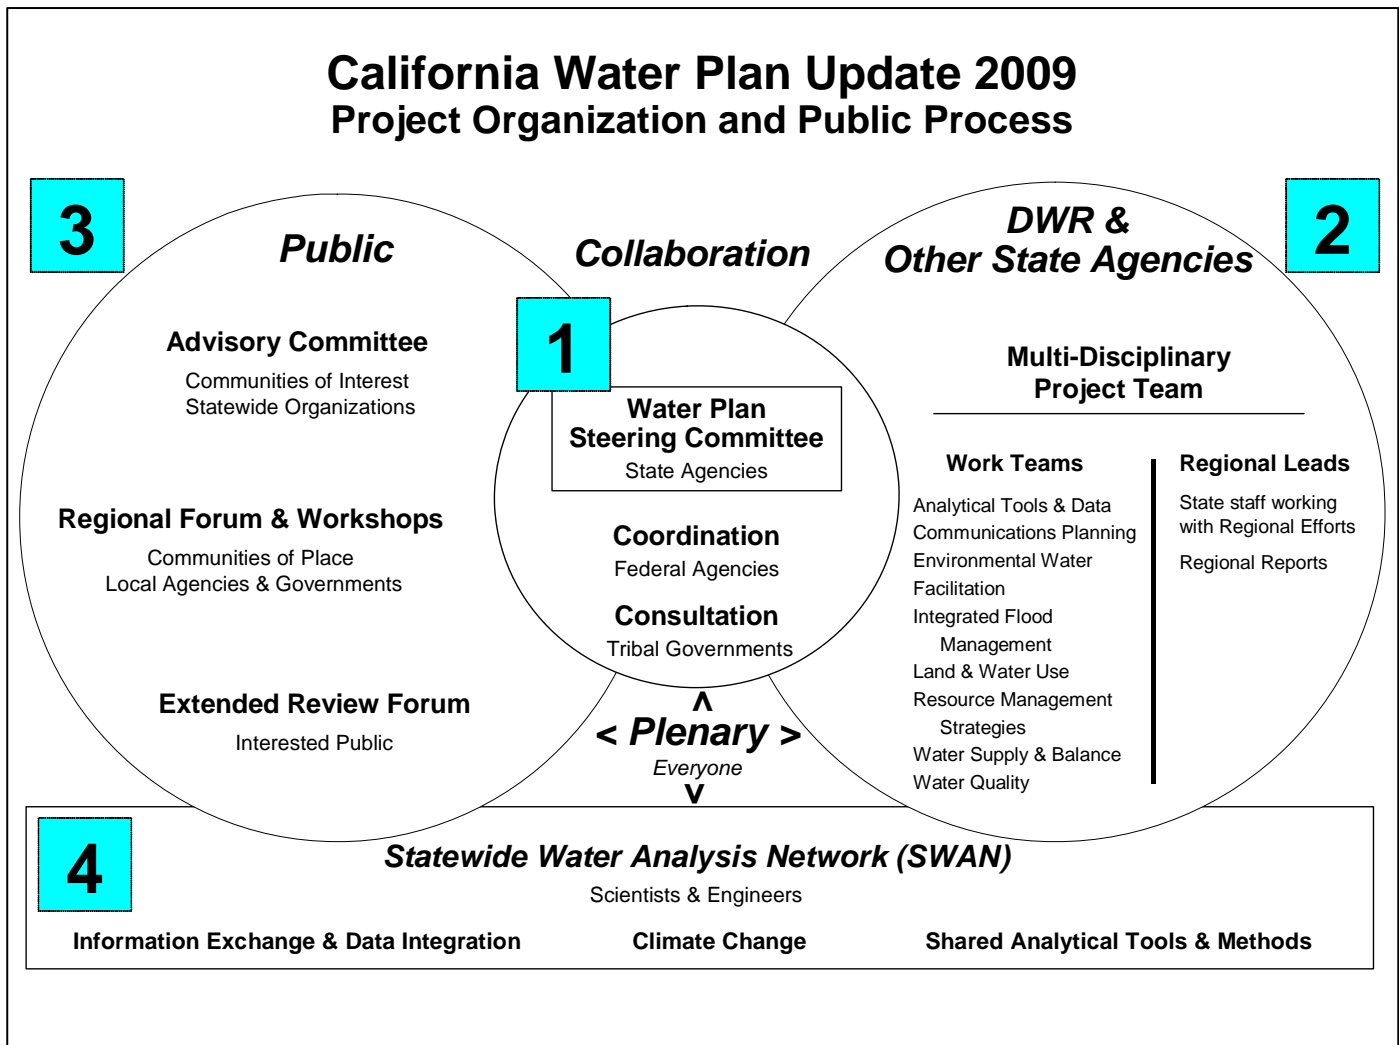 California Water Plan Update 2009
Project Organization and Public Process
3
Public
Advisory Committee
Communities of Interest
Statewide Organizations
Regional Forum & Workshops
Communities of Place
Local Agencies & Governments
Extended Review Forum
Interested Public
Collaboration
1
Water Plan
Steering Committee
State Agencies
Coordination
Federal Agencies
Consultation
Tribal Governments
< Plenary >
Everyone
2
DWR &
Other State Agencies
Multi-Disciplinary
Project Team
Work Teams
Analytical Tools & Data
Communications Planning
Environmental Water
Facilitation
Integrated Flood
Management
Land & Water Use
Resource Management
Strategies
Water Supply & Balance
Water Quality
Regional Leads
State staff working
with Regional Efforts
Regional Reports
4
Statewide Water Analysis Network (SWAN)
Scientists & Engineers
Information Exchange & Data Integration
Climate Change
Shared Analytical Tools & Methods